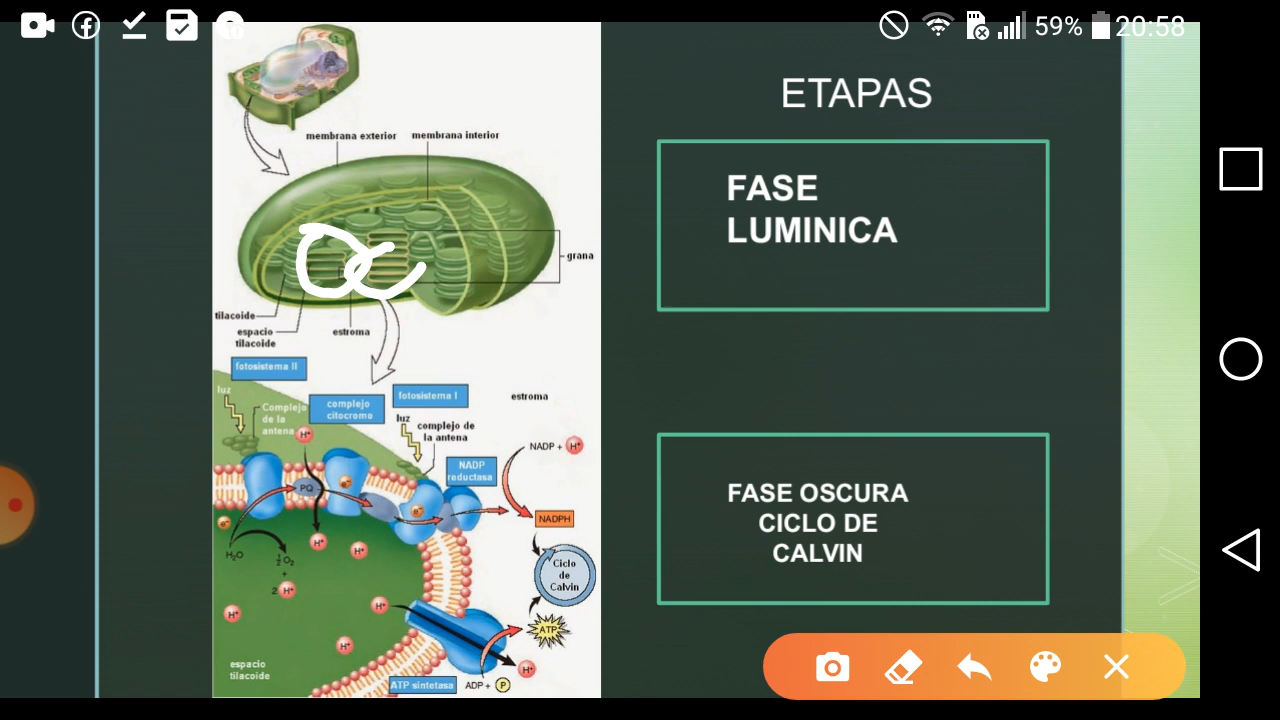 59% 20:58
ETAPAS
membrana exterior membrana interior
FASE
LUMINICA
grana
tilacoide
espacio
tilacoide
estroma
fotosistema II
luz
Complejo
de la
antena
H+
complejo
citocromo
fotosistema I
luz
complejo de
la antena
estroma
NADP + H+
NADP
reductasa
PQ
e-
e-
e-
NADPH
H₂O
½O₂
+
2 H+
H+
H+
H+
H+
H+
Ciclo
de
Calvin
ATP
H+
espacio
tilacoide
ATP sintetasa
ADP + P
FASE OSCURA
CICLO DE
CALVIN